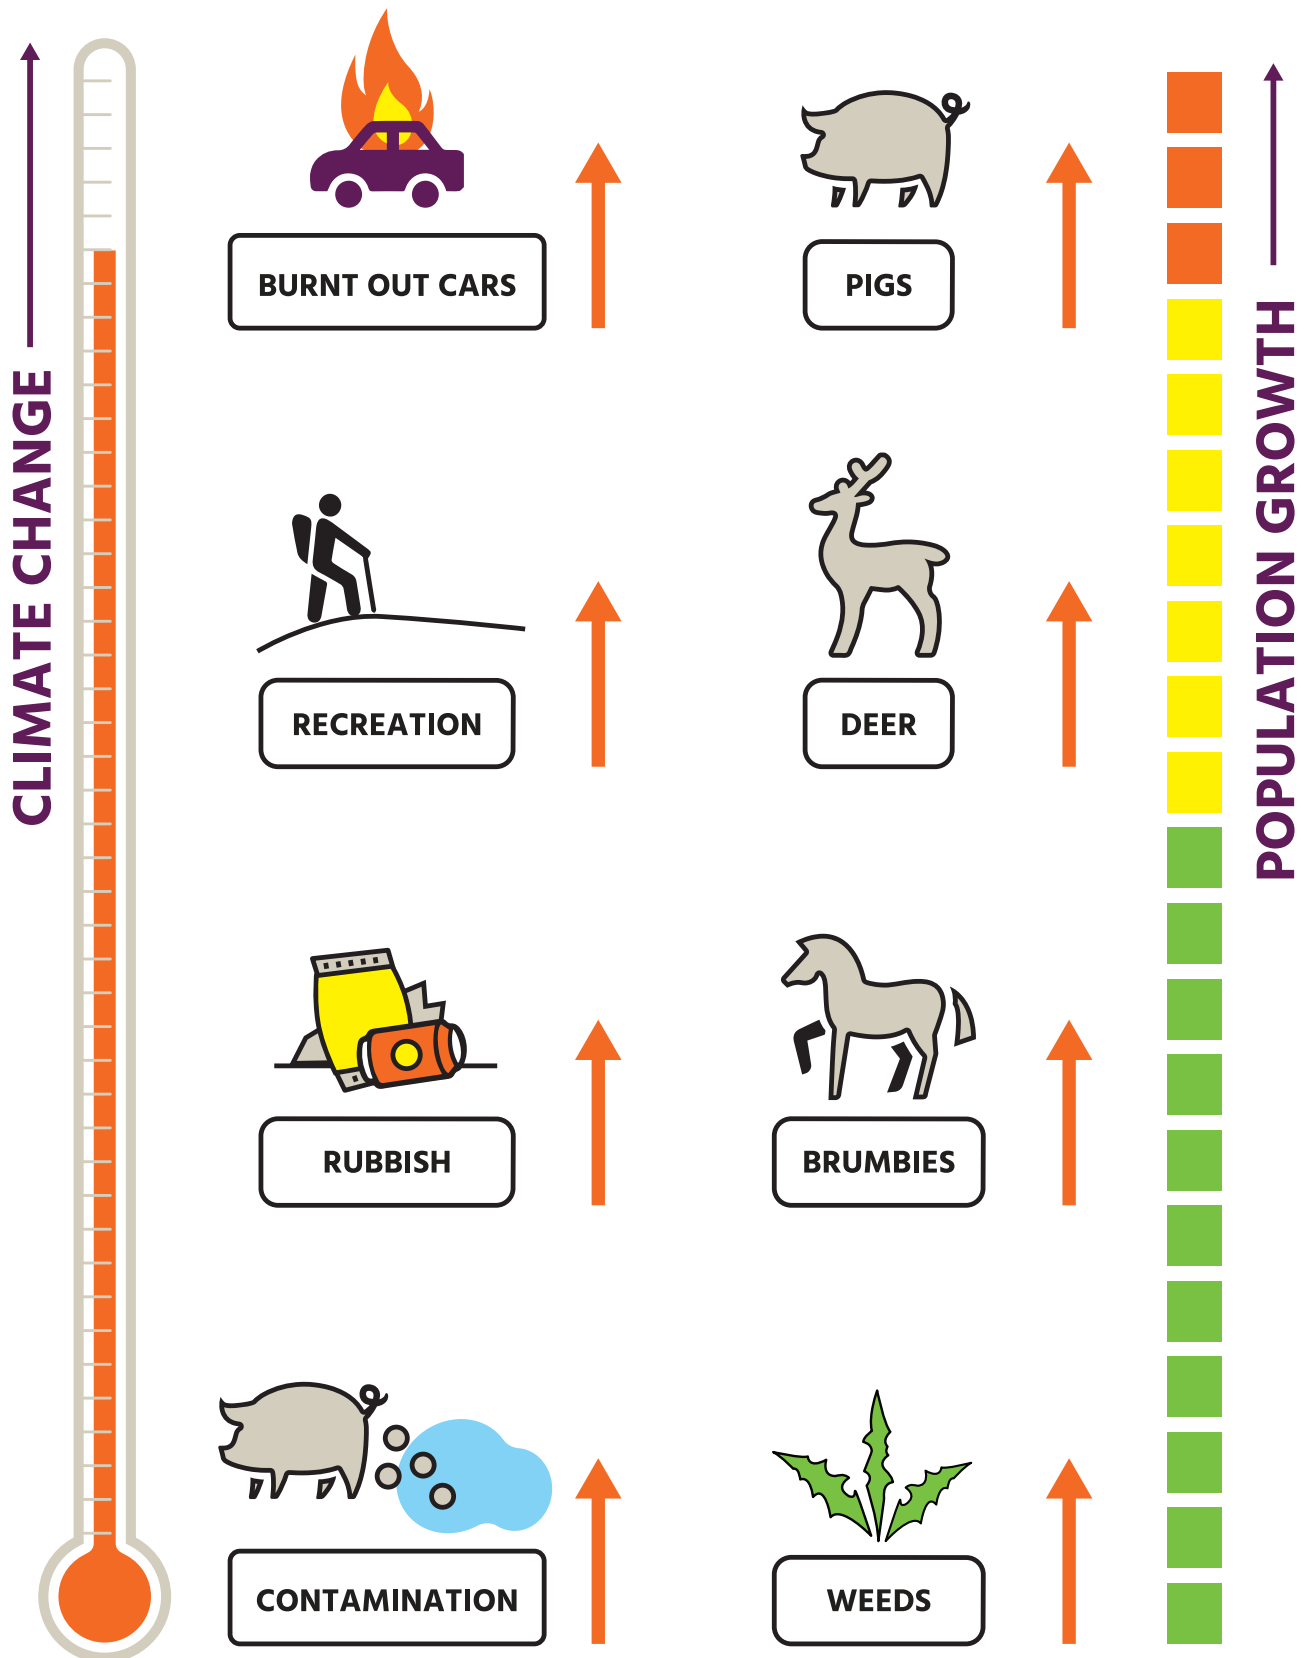 CLIMATE CHANGE
BURNT OUT CARS
PIGS
RECREATION
DEER
RUBBISH
BRUMBIES
CONTAMINATION
WEEDS
POPULATION GROWTH